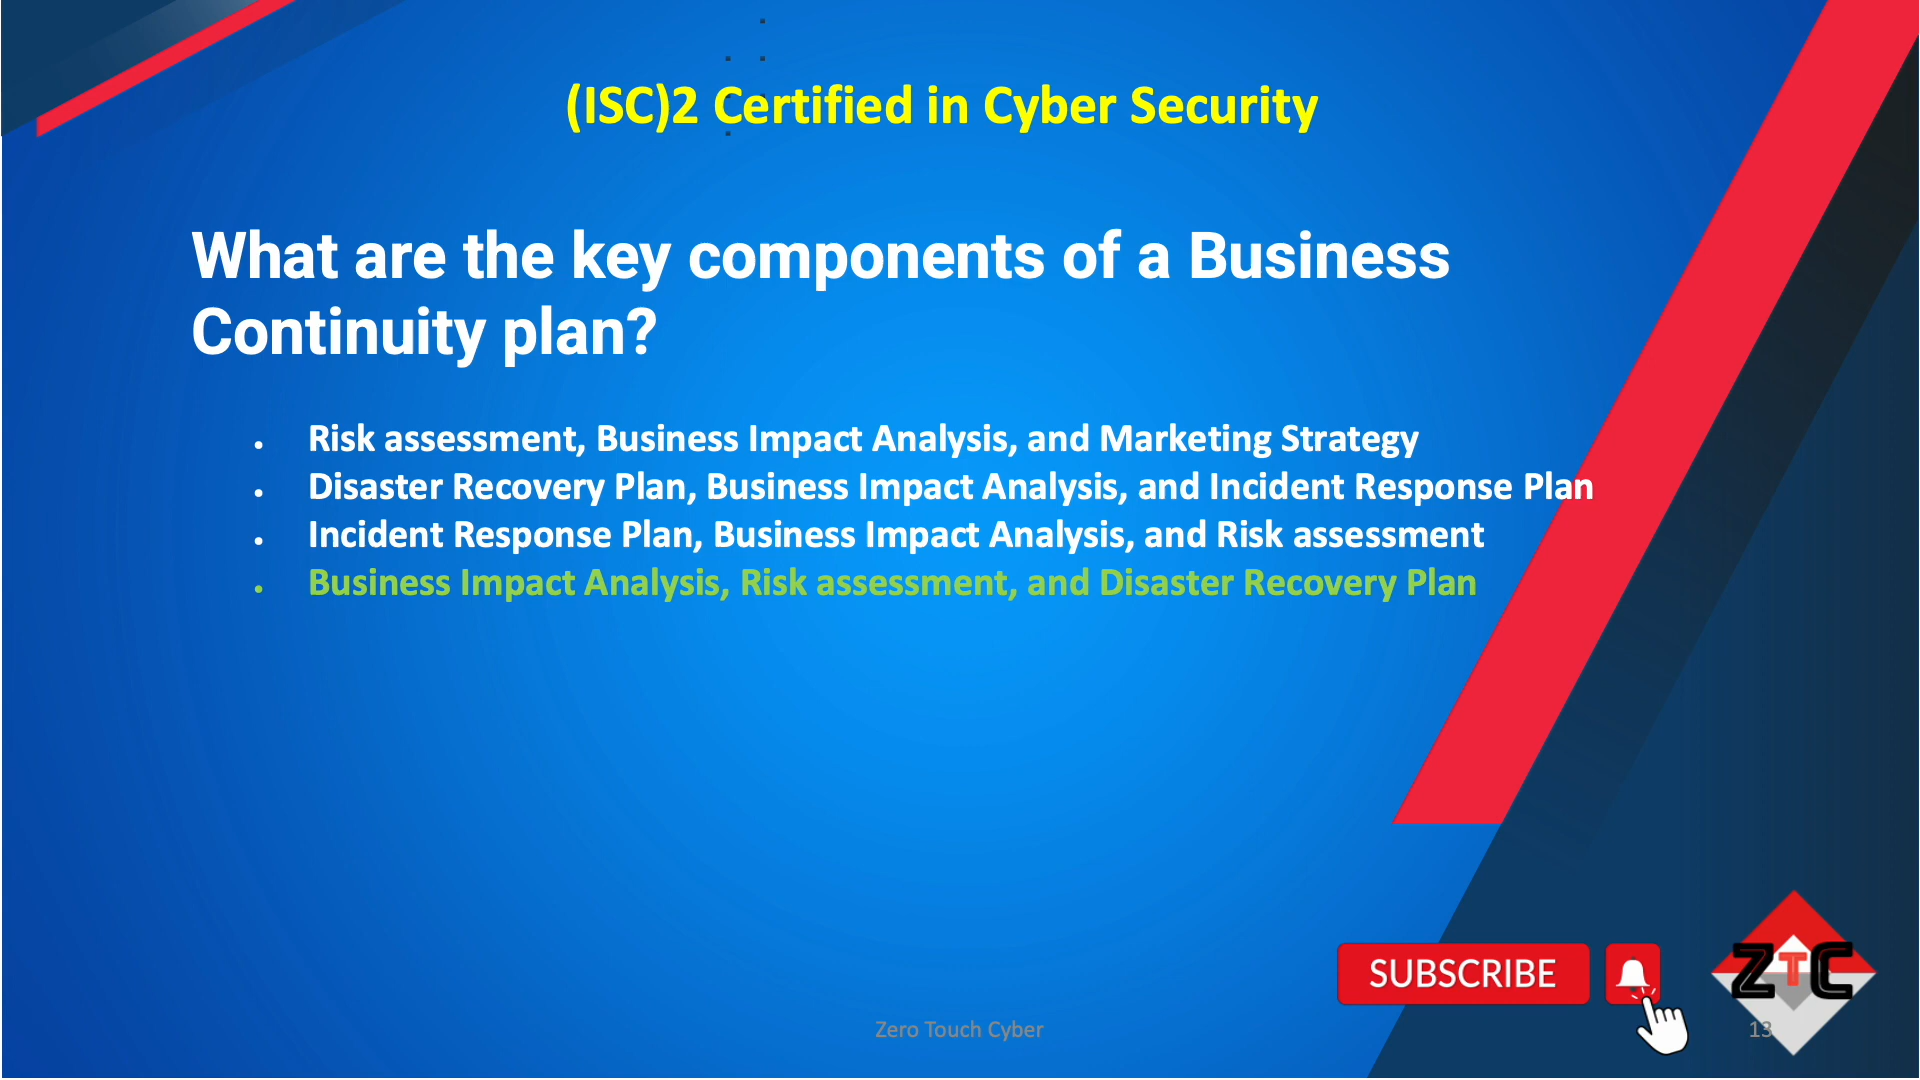 (ISC)2 Certified in Cyber Security
What are the key components of a Business
Continuity plan?
Risk assessment, Business Impact Analysis, and Marketing Strategy
Disaster Recovery Plan, Business Impact Analysis, and Incident Response Plan
Incident Response Plan, Business Impact Analysis, and Risk assessment
Business Impact Analysis, Risk assessment, and Disaster Recovery Plan
SUBSCRIBE
ZTC
Zero Touch Cyber
13